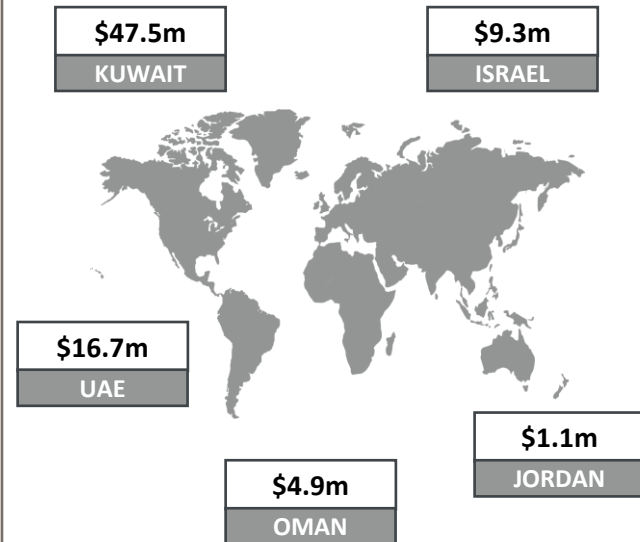 $47.5m
KUWAIT
$9.3m
ISRAEL
$16.7m
UAE
$1.1m
JORDAN
$4.9m
OMAN